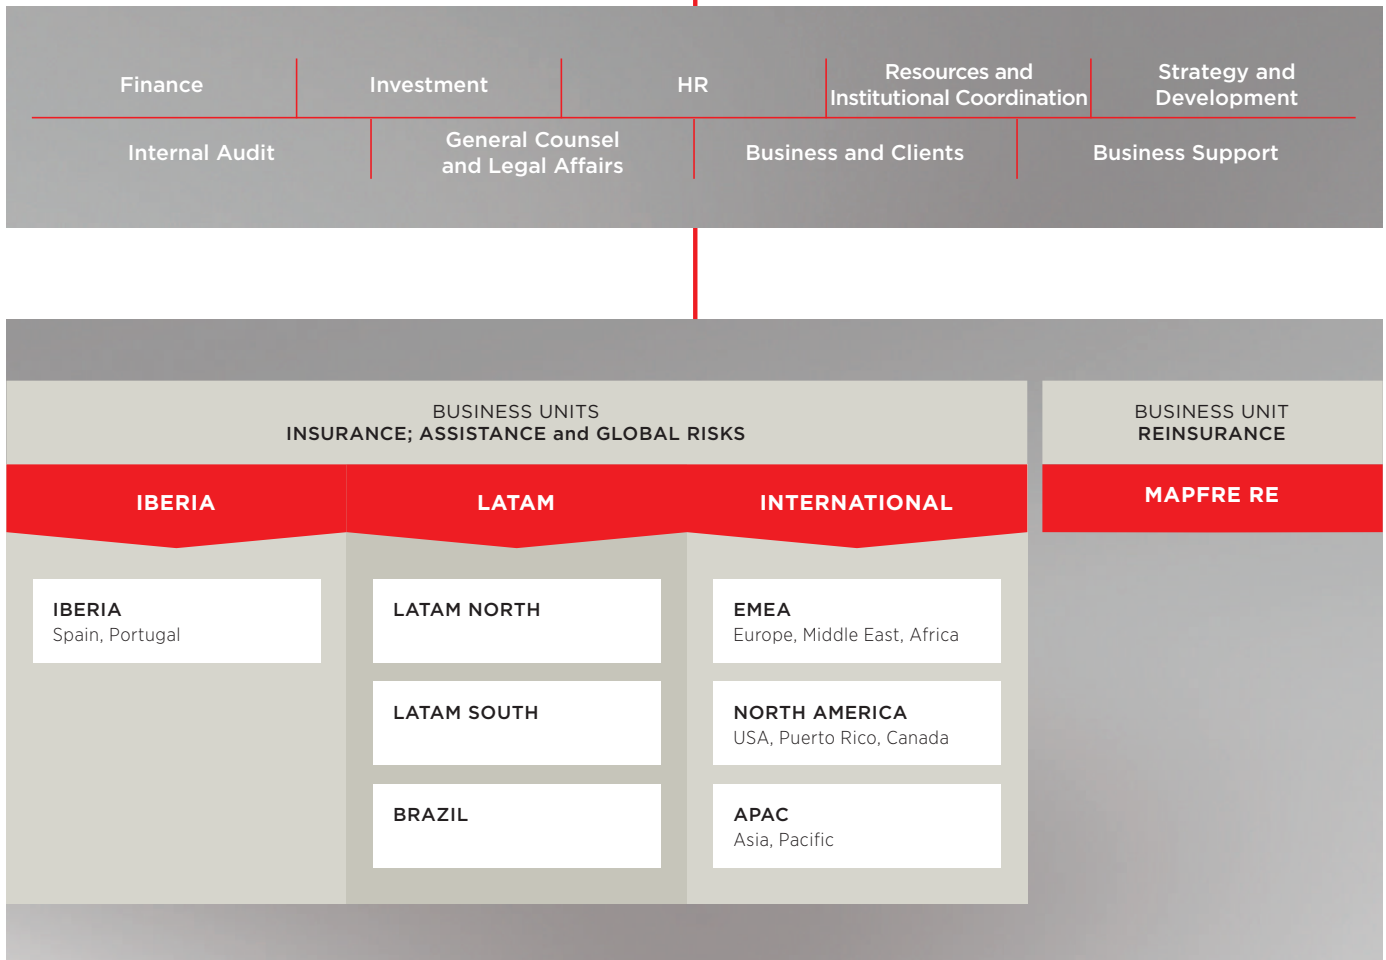 Finance
Investment
HR
Resources and
Institutional Coordination
Strategy and
Development
Internal Audit
General Counsel
and Legal Affairs
Business and Clients
Business Support
BUSINESS UNITS
INSURANCE; ASSISTANCE and GLOBAL RISKS
BUSINESS UNIT
REINSURANCE
IBERIA
LATAM
INTERNATIONAL
MAPFRE RE
IBERIA
Spain, Portugal
LATAM NORTH
LATAM SOUTH
BRAZIL
EMEA
Europe, Middle East, Africa
NORTH AMERICA
USA, Puerto Rico, Canada
APAC
Asia, Pacific